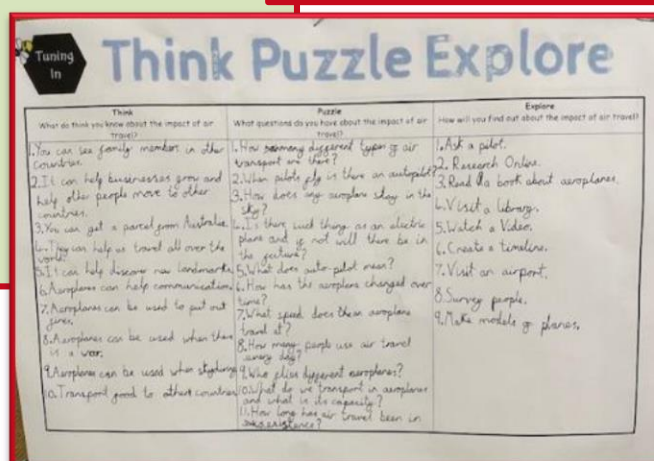 Tuning
In
Think Puzzle Explore
Think
What do think you know about the impact of air
travel?
1. You can see family members in other
countries.
2. It can help businesses grow and
help other people move to other
countries.
3. You can get a parcel from Australia
4. They can help us travel all over the
world.
5. It can help discover new landmarks
6. Aeroplanes can help communication
7. Aeroplanes can be used to put out
fires.
8. Aeroplanes can be used when there
is a war.
9. Aeroplanes can be used when skydiving
10. Transport good to others countries
Puzzle
What questions do you have about the impact of air
travel?
1. How many different types of air
transport are there?
2. When pilots fly is there an autopilot?
3. How does any aeroplane stay in the
sky?
4. Is there such thing as an electric
plane and if not will there be in
the future?
5. What does auto-pilot mean?
6. How has the aeroplane changed over
time?
7. What speed does the aeroplane
travel at?
8. How many people use air travel
every day?
9. Who flies different aeroplanes?
10. What do we transport in aeroplanes
and what is its capacity?
11. How long has air travel been in
existence?
Explore
How will you find out about the impact of air travel?
1. Ask a pilot.
2. Research Online.
3. Read a book about aeroplanes.
4. Visit a library.
5. Watch a Video.
6. Create a timeline.
7. Visit an airport.
8. Survey people.
9. Make models of planes.